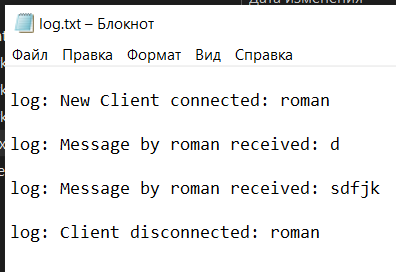 Дата изменения
log.txt – Блокнот
Файл Правка Формат Вид Справка
log: New Client connected: roman
log: Message by roman received: d
log: Message by roman received: sdfjk
log: Client disconnected: roman